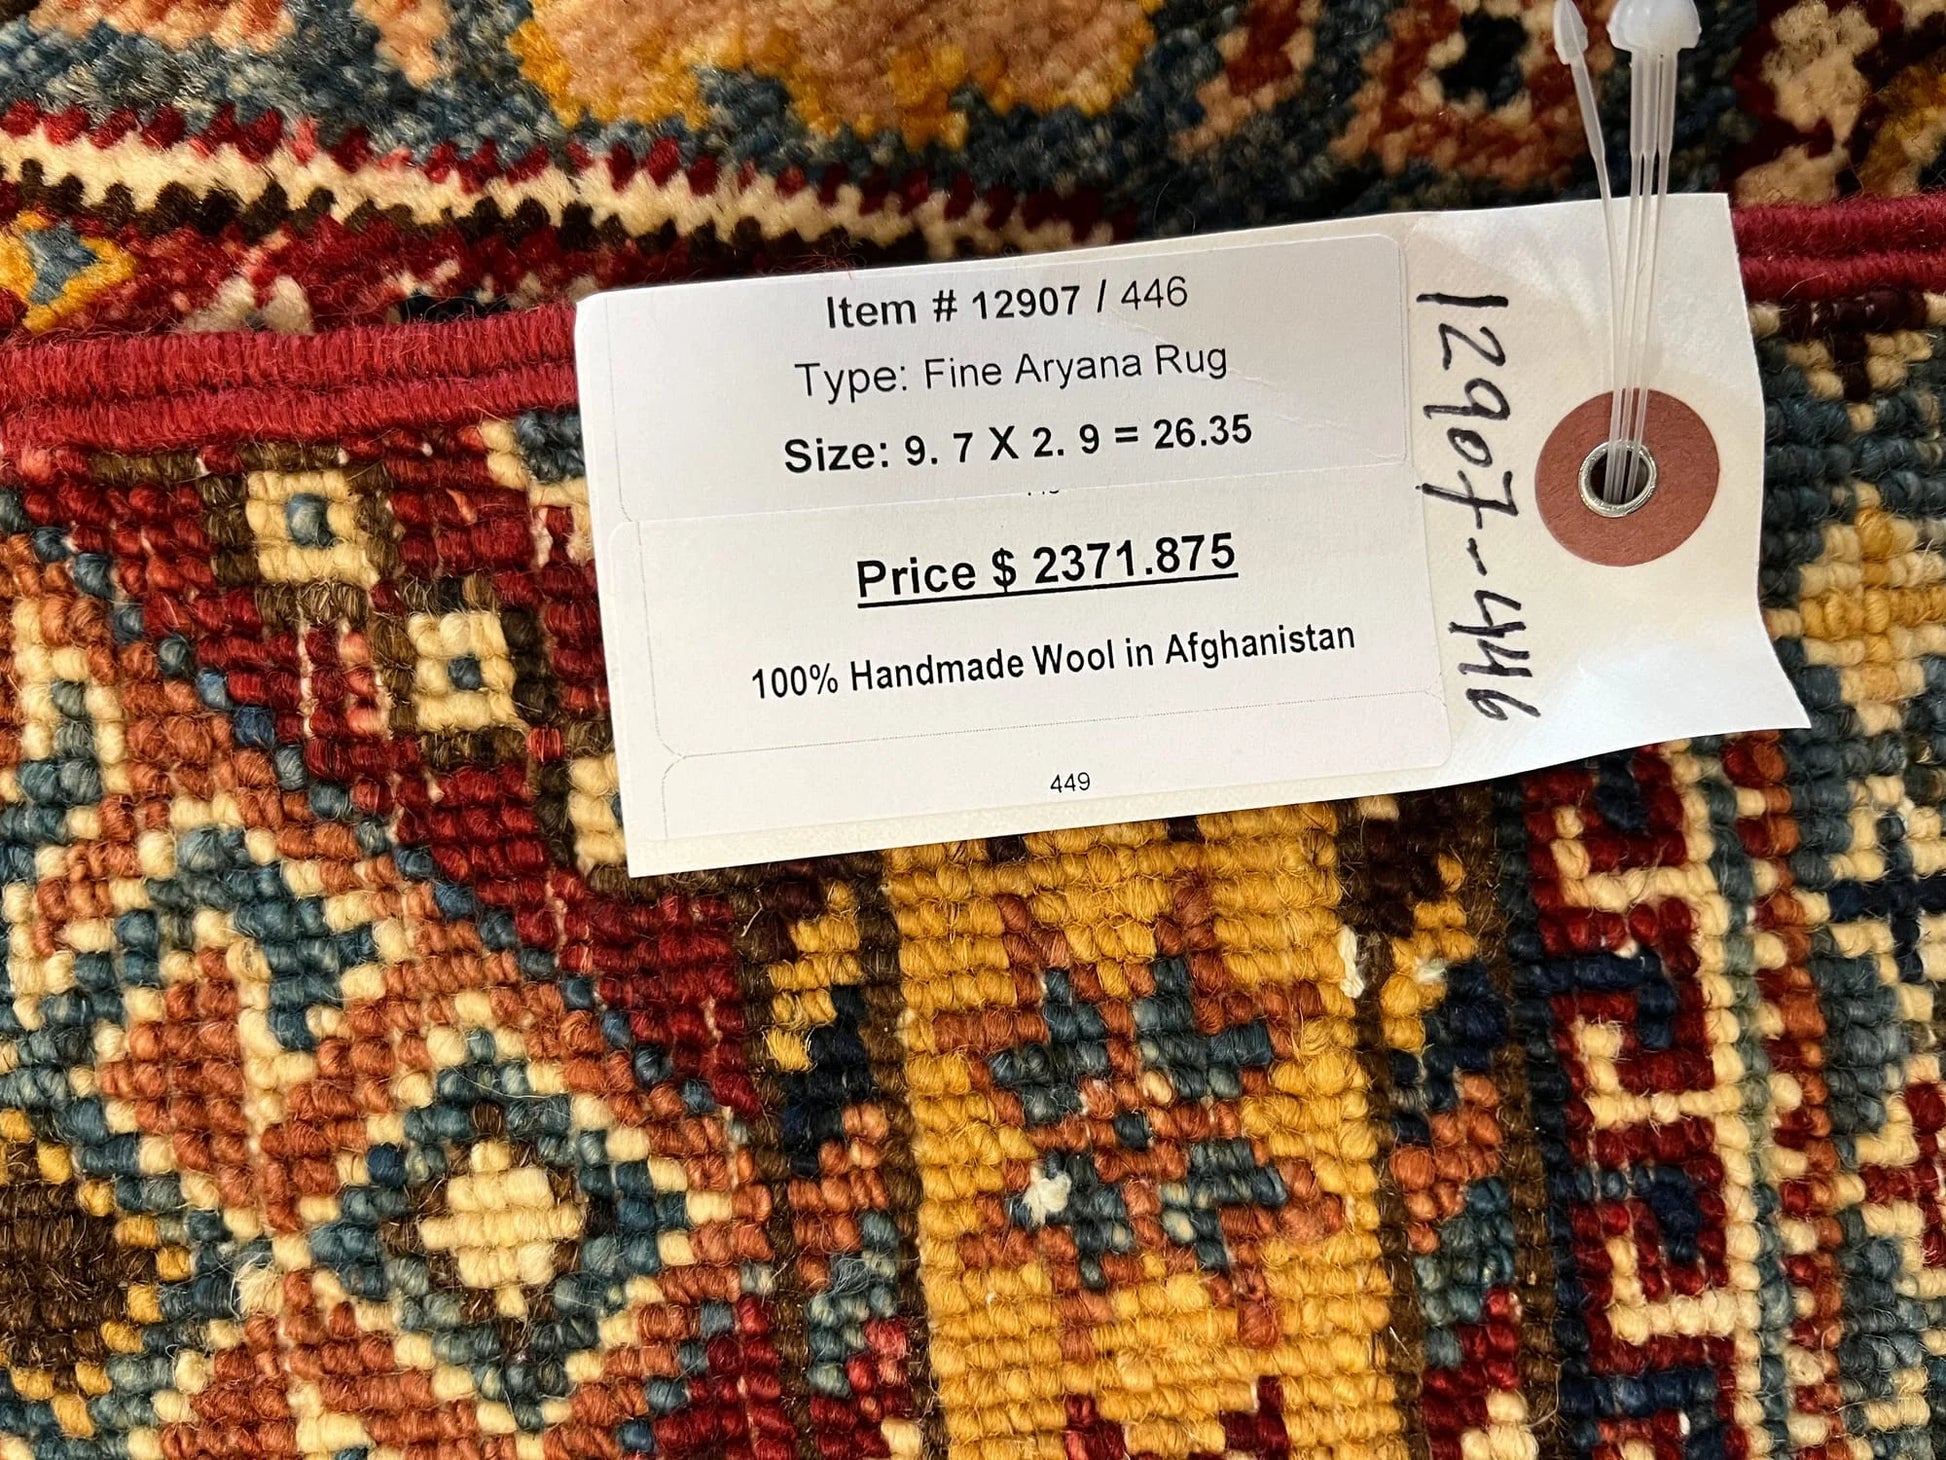 Item # 12907 / 446
Type: Fine Aryana Rug
Size: 9. 7 X 2. 9 = 26.35
Price $ 2371.875
100% Handmade Wool in Afghanistan
449
12907-446